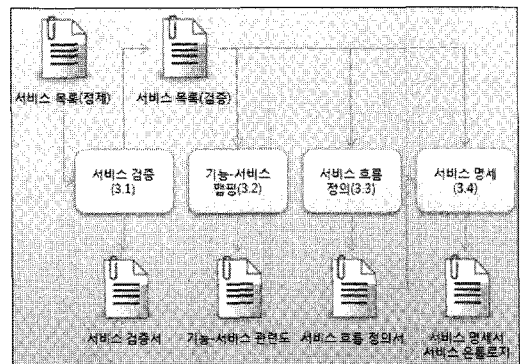 서비스 목록(정제)
서비스 목록(검증)
서비스 검증
(3.1)
기능-서비스
맵핑(3.2)
서비스 흐름
정의(3.3)
서비스 명세
(3.4)
서비스 검증서
기능-서비스 관련도
서비스 흐름 정의서
서비스 명세서
서비스 온톨로지